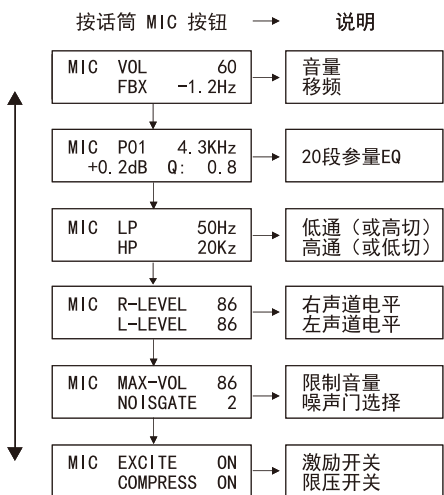 按话筒 MIC 按钮 说明
MIC VOL 60
FBX -1.2Hz
音量
移频
MIC P01 4.3KHz
+0.2dB Q: 0.8
20段参量EQ
MIC LP 50Hz
HP 20Kz
低通（或高切）
高通（或低切）
MIC R-LEVEL 86
L-LEVEL 86
右声道电平
左声道电平
MIC MAX-VOL 86
NOISGATE 2
限制音量
噪声门选择
MIC EXCITE ON
COMPRESS ON
激励开关
限压开关